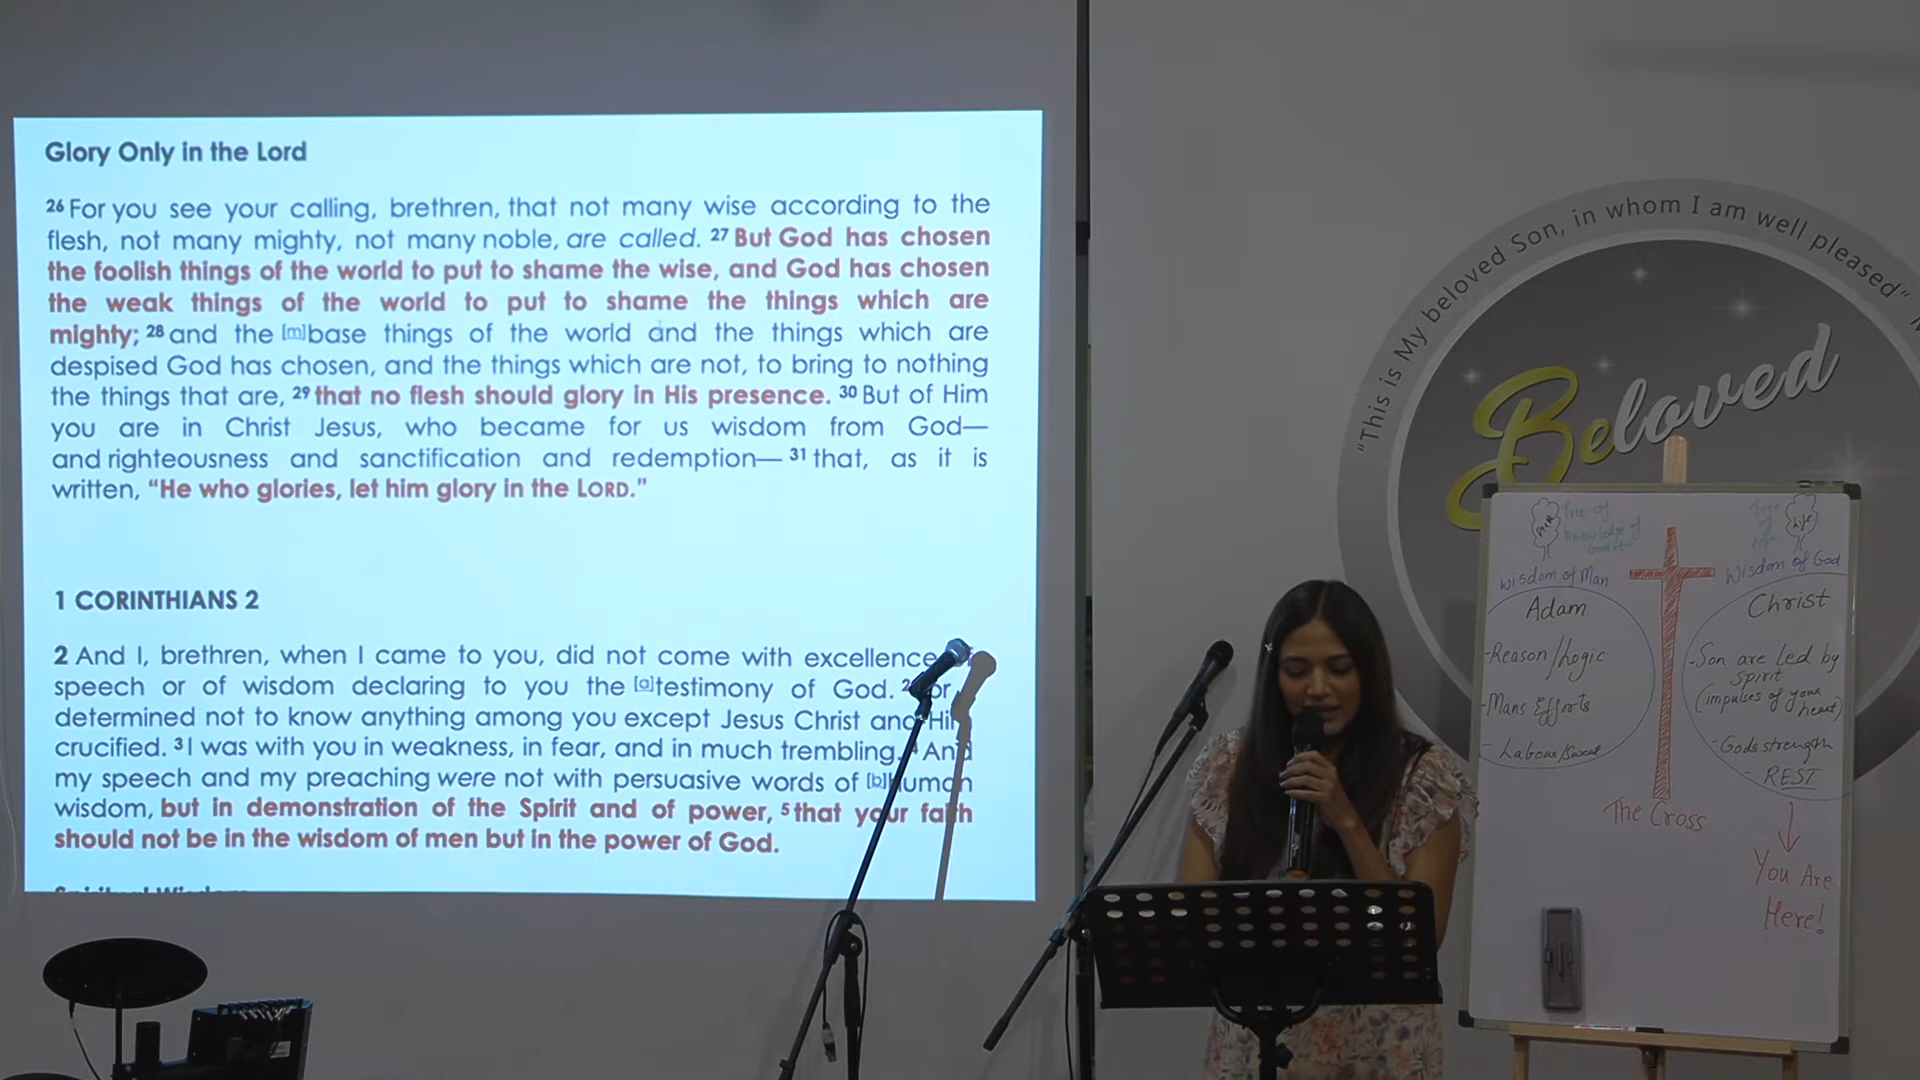 Glory Only in the Lord
26 For you see your calling, brethren, that not many wise according to the
flesh, not many mighty, not many noble, are called. 27 But God has chosen
the foolish things of the world to put to shame the wise, and God has chosen
the weak things of the world to put to shame the things which are
mighty; 28 and the [m]base things of the world and the things which are
despised God has chosen, and the things which are not, to bring to nothing
the things that are, 29 that no flesh should glory in His presence. 30 But of Him
you are in Christ Jesus, who became for us wisdom from God—
and righteousness and sanctification and redemption— 31 that, as it is
written, “He who glories, let him glory in the LORD.”
1 CORINTHIANS 2
2 And I, brethren, when I came to you, did not come with excellence
speech or of wisdom declaring to you the [a]testimony of God.
determined not to know anything among you except Jesus Christ and
crucified. 3 I was with you in weakness, in fear, and in much trembling. And
my speech and my preaching were not with persuasive words of [b]human
wisdom, but in demonstration of the Spirit and of power, 5 that your faith
should not be in the wisdom of men but in the power of God.
"This is My beloved Son, in whom I am well pleased"
Beloved
Tree of
Knowledge of
Good
Wisdom of Man
Adam
-Reason/Logic
-Mans Efforts
-Labour/Sweat
The Cross
Tree
of
Life
Wisdom of God
Christ
-Son are led by
Spirit
(impulses of your
heart)
-Gods strength
- REST
You Are
Here!